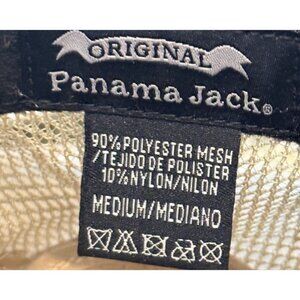 ORIGINAL
Panama Jack®
90% POLYESTER MESH
/TEJIDO DE POLISTER
10% NYLON/NILON
MEDIUM/MEDIANO